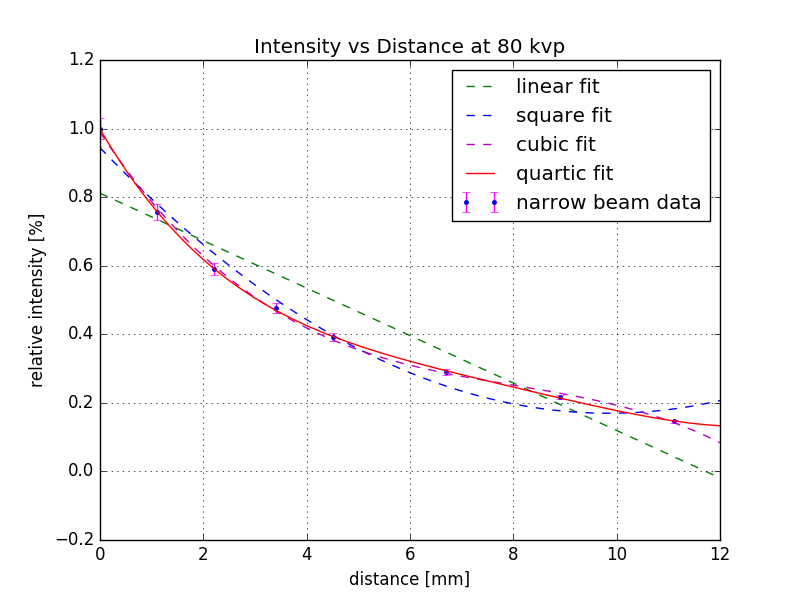 Intensity vs Distance at 80 kvp
1.2
1.0
0.8
0.6
0.4
0.2
0.0
−0.2
relative intensity [%]
linear fit
square fit
cubic fit
quartic fit
narrow beam data
0 2 4 6 8 10 12
distance [mm]